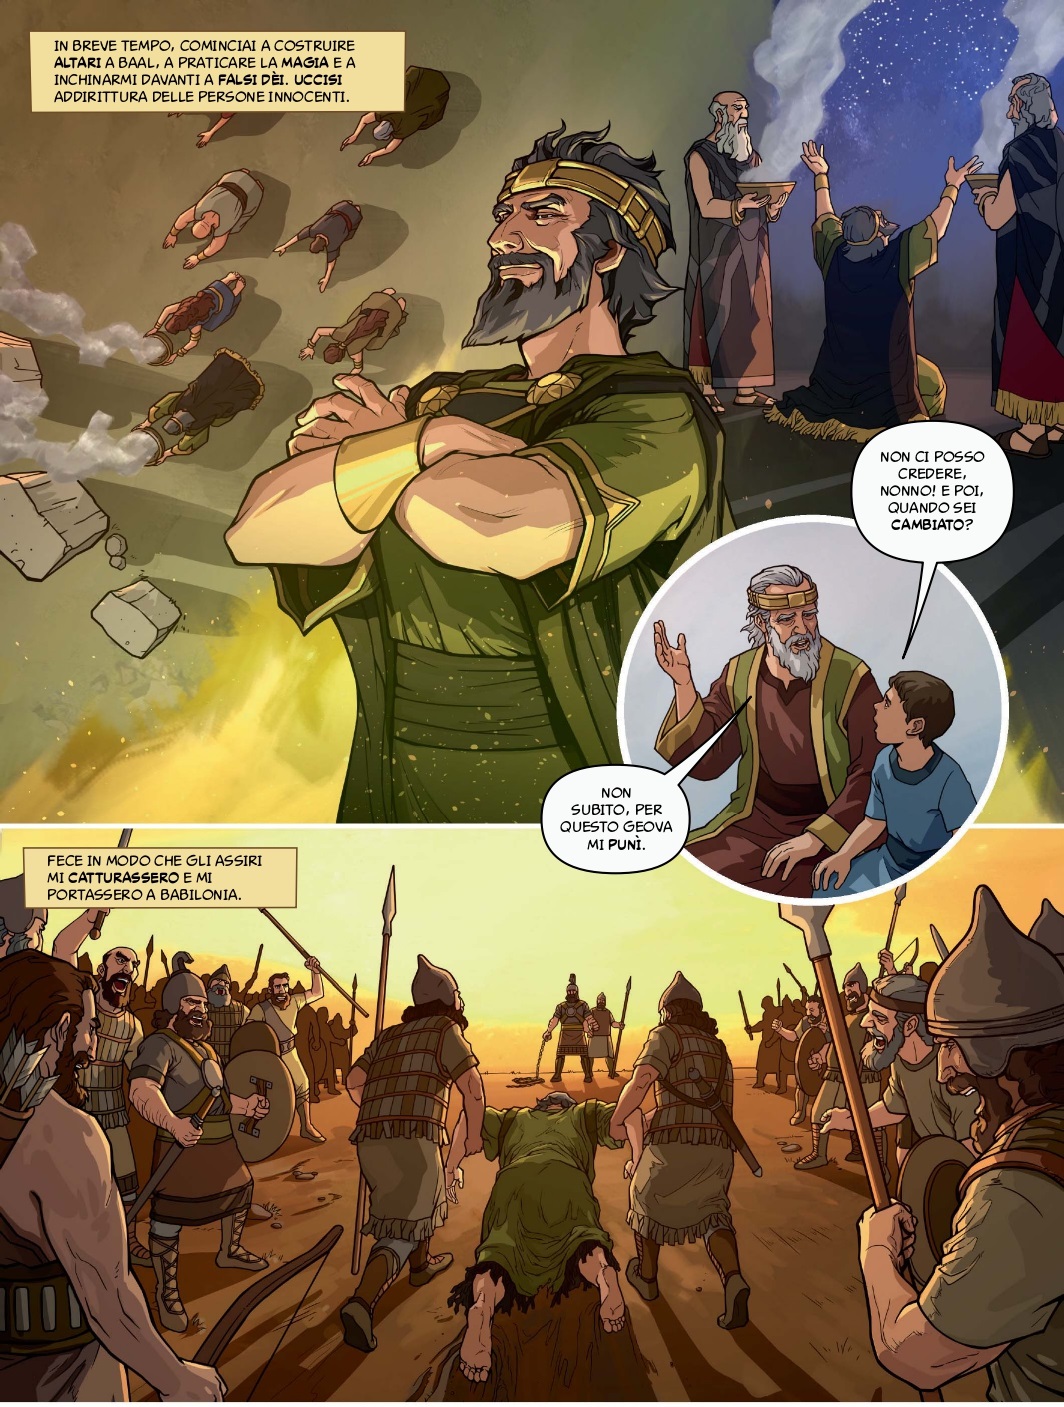 IN BREVE TEMPO, COMINCIAI A COSTRUIRE
ALTARI A BAAL, A PRATICARE LA MAGIA E A
INCHINARMI DAVANTI A FALSI DÈI. UCCISI
ADDIRITTURA DELLE PERSONE INNOCENTI.
NON CI POSSO
CREDERE,
NONNO! E POI,
QUANDO SEI
CAMBIATO?
NON
SUBITO, PER
QUESTO GEOVA
MI PUNÌ.
FECE IN MODO CHE GLI ASSIRI
MI CATTURASSERO E MI
PORTASSERO A BABILONIA.